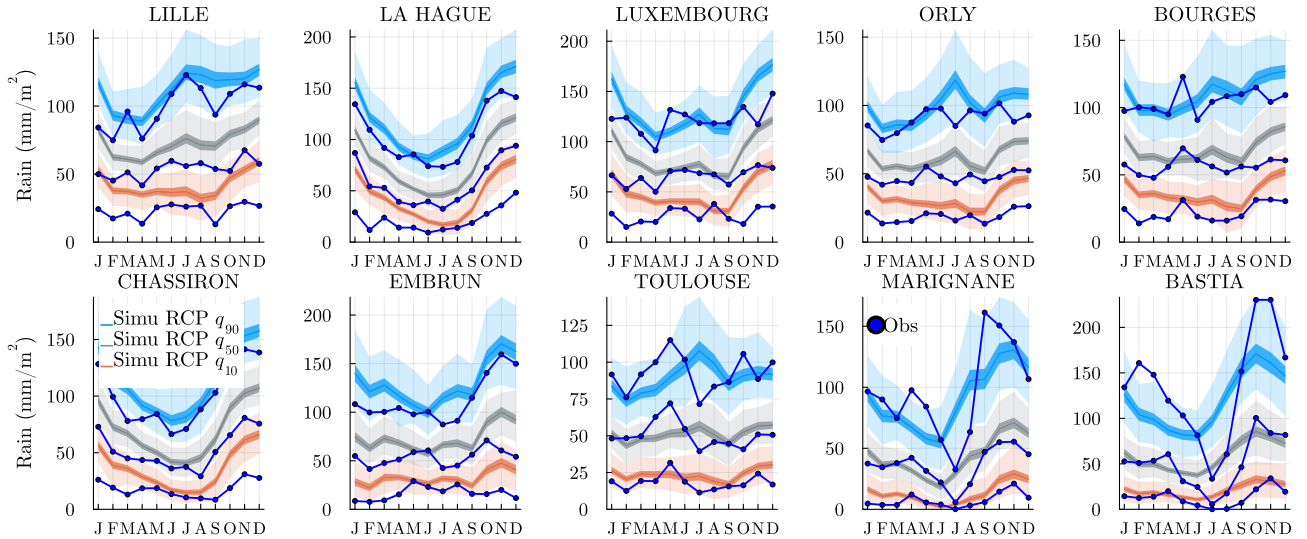 LILLE
LA HAGUE
LUXEMBOURG
ORLY
BOURGES
Rain (mm/m²)
150
100
50
0
J F M A M J J A S O N D
200
150
100
50
0
J F M A M J J A S O N D
200
150
100
50
0
J F M A M J J A S O N D
150
100
50
0
J F M A M J J A S O N D
150
100
50
0
J F M A M J J A S O N D
CHASSIRON
EMBRUN
TOULOUSE
MARIGNANE
BASTIA
Rain (mm/m²)
150
100
50
0
Simu RCP q₉₀
Simu RCP q₅₀
Simu RCP q₁₀
J F M A M J J A S O N D
200
150
100
50
0
J F M A M J J A S O N D
125
100
75
50
25
0
J F M A M J J A S O N D
150
100
50
0
Obs
J F M A M J J A S O N D
200
150
100
50
0
J F M A M J J A S O N D